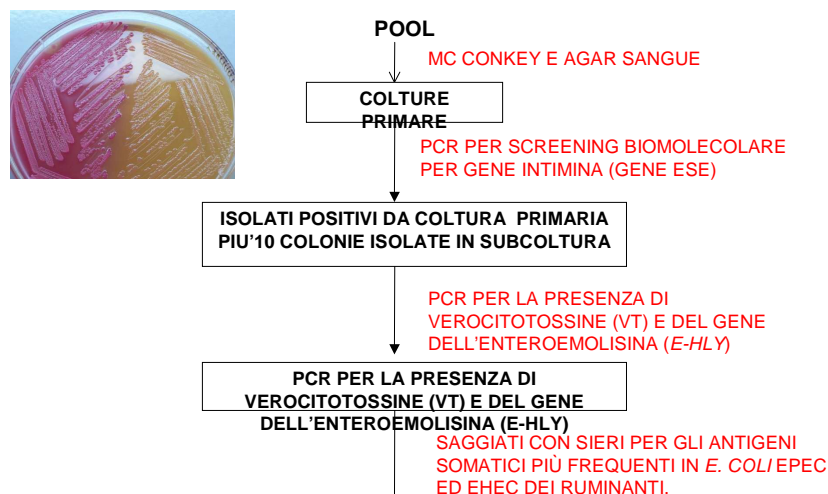 POOL
MC CONKEY E AGAR SANGUE
COLTURE
PRIMARE
PCR PER SCREENING BIOMOLECOLARE
PER GENE INTIMINA (GENE ESE)
ISOLATI POSITIVI DA COLTURA PRIMARIA
PIU'10 COLONIE ISOLATE IN SUBCOLTURA
PCR PER LA PRESENZA DI
VEROCITOTOSSINE (VT) E DEL GENE
DELL'ENTEROEMOLISINA (E-HLY)
PCR PER LA PRESENZA DI
VEROCITOTOSSINE (VT) E DEL GENE
DELL'ENTEROEMOLISINA (E-HLY)
SAGGIATI CON SIERI PER GLI ANTIGENI
SOMATICI PIÙ FREQUENTI IN E. COLI EPEC
ED EHEC DEI RUMINANTI.